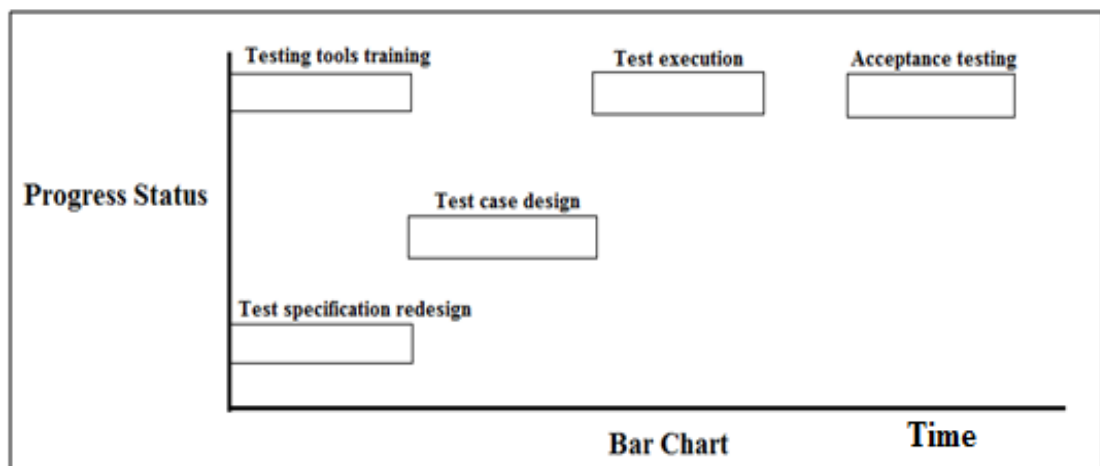 Testing tools training
Test execution
Acceptance testing
Progress Status
Test case design
Test specification redesign
Bar Chart
Time